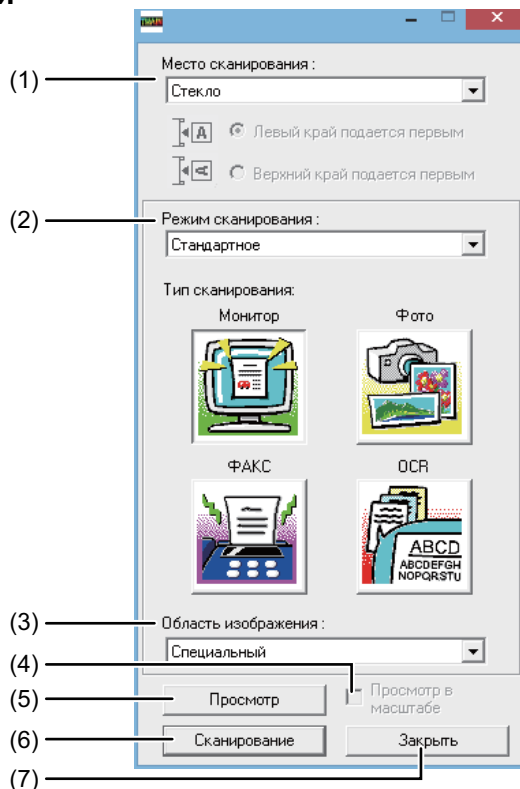 и
TWAIN
(1)
Место сканирования :
Стекло
A
Левый край подается первым
A
Верхний край подается первым
(2)
Режим сканирования :
Стандартное
Тип сканирования:
Монитор
Фото
ФАКС
OCR
ABCD
ABCDEFGH
NOPQRSTU
(3)
Область изображения :
Специальный
(4)
(5)
Просмотр
Просмотр в
масштабе
(6)
Сканирование
Закрыть
(7)